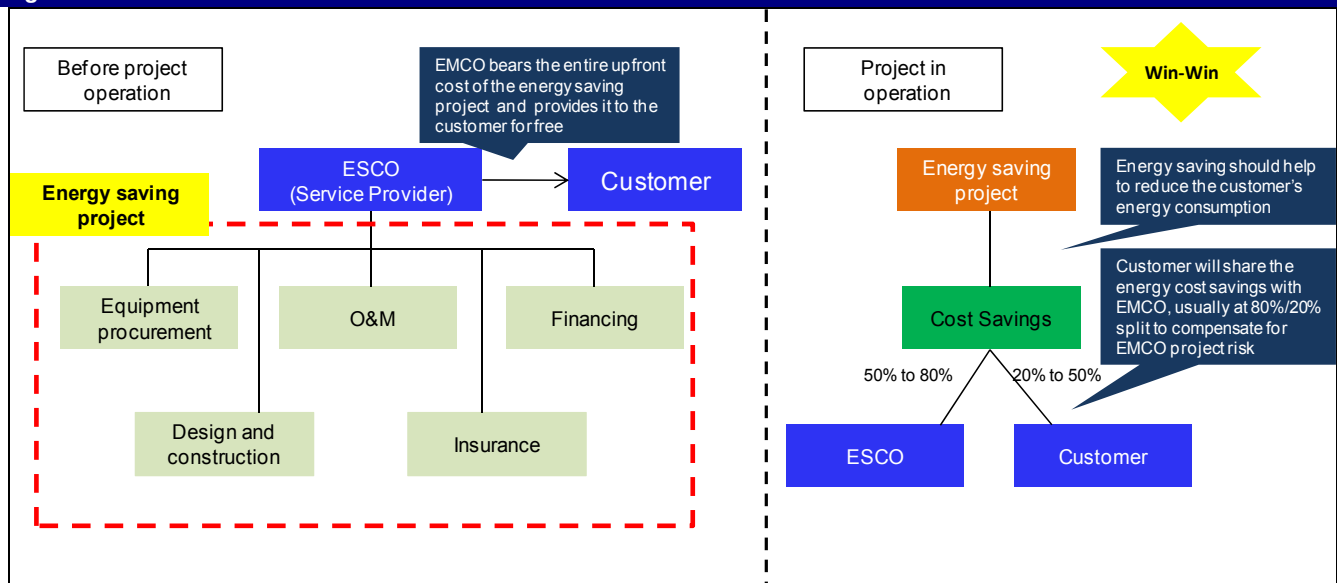 Before project
operation
EMCO bears the entire upfront
cost of the energy saving
project and provides it to the
customer for free
ESCO
(Service Provider)
Customer
Energy saving
project
Equipment
procurement
O&M
Financing
Design and
construction
Insurance
Project in
operation
Win-Win
Energy saving
project
Energy saving should help
to reduce the customer's
energy consumption
Cost Savings
Customer will share the
energy cost savings with
EMCO, usually at 80%/20%
split to compensate for
EMCO project risk
50% to 80%
20% to 50%
ESCO
Customer